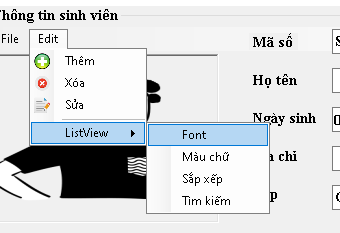 Thông tin sinh viên
File Edit
Mã số S
Thêm
Xóa
Họ tên
Sửa
Ngày sinh 0
ListView
Font
Màu chữ
chỉ
Sắp xếp
Tìm kiếm